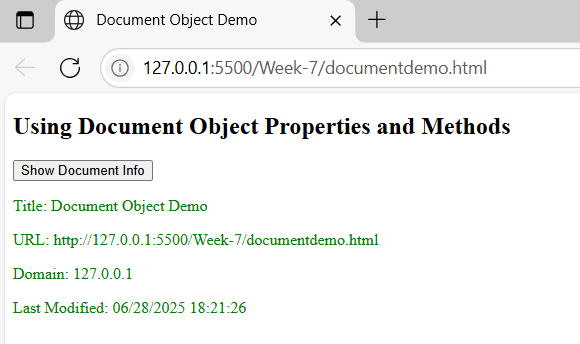 Document Object Demo
127.0.0.1:5500/Week-7/documentdemo.html
Using Document Object Properties and Methods
Show Document Info
Title: Document Object Demo
URL: http://127.0.0.1:5500/Week-7/documentdemo.html
Domain: 127.0.0.1
Last Modified: 06/28/2025 18:21:26